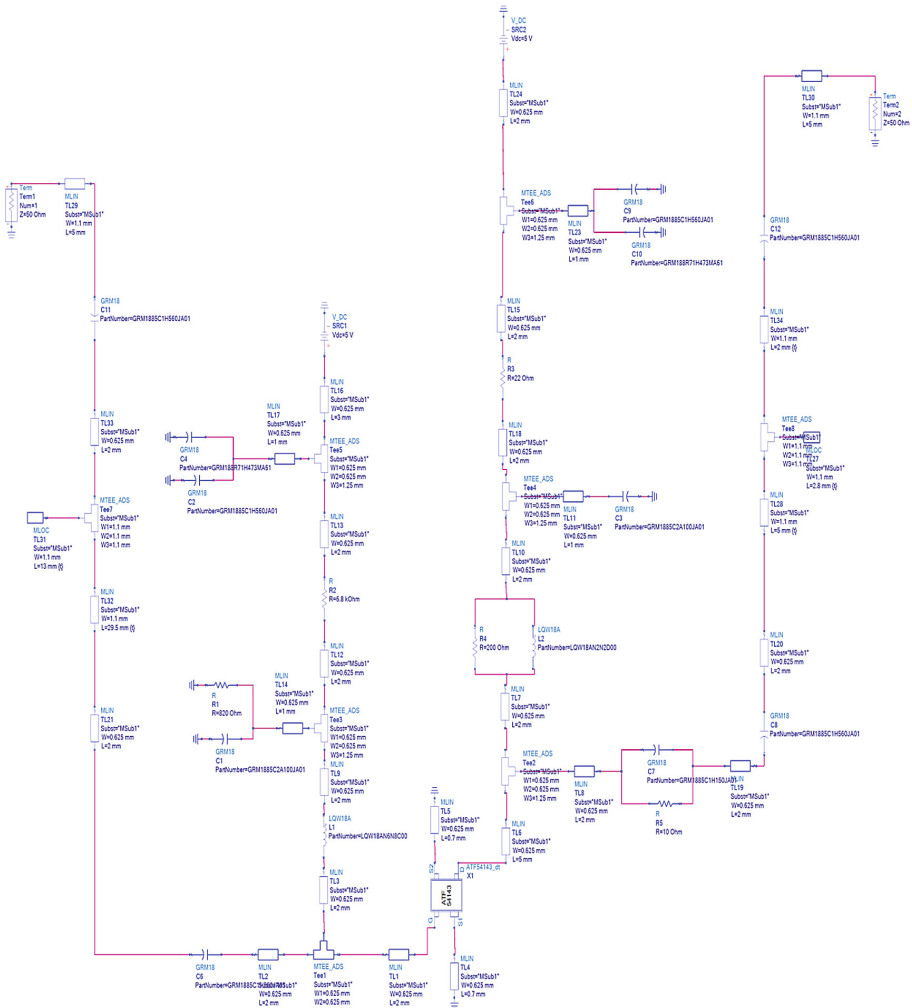 V_DC
SRC2
Vdc=5 V
MLIN
TL24
Subst="MSub1"
W=0.625 mm
L=2 mm
MLIN
TL30
Subst="MSub1"
W=1.1 mm
L=5 mm
Term
Term2
Num=2
Z=50 Ohm
Term
Term1
Num=1
Z=50 Ohm
MLIN
TL29
Subst="MSub1"
W=1.1 mm
L=5 mm
MTEE_ADS
Tee6
Subst="MSub1"
W1=0.625 mm
W2=0.625 mm
W3=1.25 mm
MLIN
TL23
Subst="MSub1"
W=0.625 mm
L=1 mm
GRM18
C9
PartNumber=GRM1885C1H560JA01
GRM18
C10
PartNumber=GRM188R71H473MA61
GRM18
C12
PartNumber=GRM1885C1H560JA01
GRM18
C11
PartNumber=GRM1885C1H560JA01
V_DC
SRC1
Vdc=5 V
MLIN
TL15
Subst="MSub1"
W=0.625 mm
L=2 mm
MLIN
TL34
Subst="MSub1"
W=1.1 mm
L=2 mm {t}
R
R3
R=22 Ohm
MLIN
TL16
Subst="MSub1"
W=0.625 mm
L=3 mm
MLIN
TL17
Subst="MSub1"
W=0.625 mm
L=1 mm
MLIN
TL33
Subst="MSub1"
W=0.625 mm
L=2 mm
GRM18
C4
PartNumber=GRM188R71H473MA61
GRM18
C2
PartNumber=GRM1885C1H560JA01
MTEE_ADS
Tee5
Subst="MSub1"
W1=0.625 mm
W2=0.625 mm
W3=1.25 mm
MLIN
TL18
Subst="MSub1"
W=0.625 mm
L=2 mm
MTEE_ADS
Tee8
Subst="MSub1"
W1=1.1 mm
W2=1.1 mm
W3=1.1 mm
MLOC
TL27
Subst="MSub1"
W=1.1 mm
L=2.8 mm {t}
MTEE_ADS
Tee4
Subst="MSub1"
W1=0.625 mm
W2=0.625 mm
W3=1.25 mm
MLIN
TL11
Subst="MSub1"
W=0.625 mm
L=1 mm
GRM18
C3
PartNumber=GRM1885C2A100JA01
MLIN
TL28
Subst="MSub1"
W=1.1 mm
L=5 mm {t}
MTEE_ADS
Tee7
Subst="MSub1"
W1=1.1 mm
W2=1.1 mm
W3=1.1 mm
MLOC
TL31
Subst="MSub1"
W=1.1 mm
L=13 mm {t}
MLIN
TL13
Subst="MSub1"
W=0.625 mm
L=2 mm
MLIN
TL10
Subst="MSub1"
W=0.625 mm
L=2 mm
R
R2
R=6.8 kOhm
MLIN
TL32
Subst="MSub1"
W=1.1 mm
L=29.5 mm {t}
R
R4
R=200 Ohm
LQW18A
L2
PartNumber=LQW18AN2N2D00
MLIN
TL20
Subst="MSub1"
W=0.625 mm
L=2 mm
MLIN
TL12
Subst="MSub1"
W=0.625 mm
L=2 mm
MLIN
TL14
Subst="MSub1"
W=0.625 mm
L=1 mm
R
R1
R=820 Ohm
GRM18
C1
PartNumber=GRM1885C2A100JA01
MTEE_ADS
Tee3
Subst="MSub1"
W1=0.625 mm
W2=0.625 mm
W3=1.25 mm
MLIN
TL21
Subst="MSub1"
W=0.625 mm
L=2 mm
MLIN
TL7
Subst="MSub1"
W=0.625 mm
L=2 mm
GRM18
C8
PartNumber=GRM1885C1H560JA01
MTEE_ADS
Tee2
Subst="MSub1"
W1=0.625 mm
W2=0.625 mm
W3=1.25 mm
MLIN
TL8
Subst="MSub1"
W=0.625 mm
L=2 mm
GRM18
C7
PartNumber=GRM1885C1H150JA01
R
R5
R=10 Ohm
MLIN
TL19
Subst="MSub1"
W=0.625 mm
L=2 mm
MLIN
TL9
Subst="MSub1"
W=0.625 mm
L=2 mm
LQW18A
L1
PartNumber=LQW18AN6N8C00
MLIN
TL5
Subst="MSub1"
W=0.625 mm
L=0.7 mm
MLIN
TL6
Subst="MSub1"
W=0.625 mm
L=5 mm
S2
D
ATF54143_dt
X1
ATF
54143
G
S1
MLIN
TL3
Subst="MSub1"
W=0.625 mm
L=2 mm
GRM18
C6
MLIN
TL2
W=0.625 mm
L=2 mm
MTEE_ADS
Tee1
Subst="MSub1"
W1=0.625 mm
W2=0.625 mm
MLIN
TL1
Subst="MSub1"
W=0.625 mm
L=2 mm
MLIN
TL4
Subst="MSub1"
W=0.625 mm
L=0.7 mm